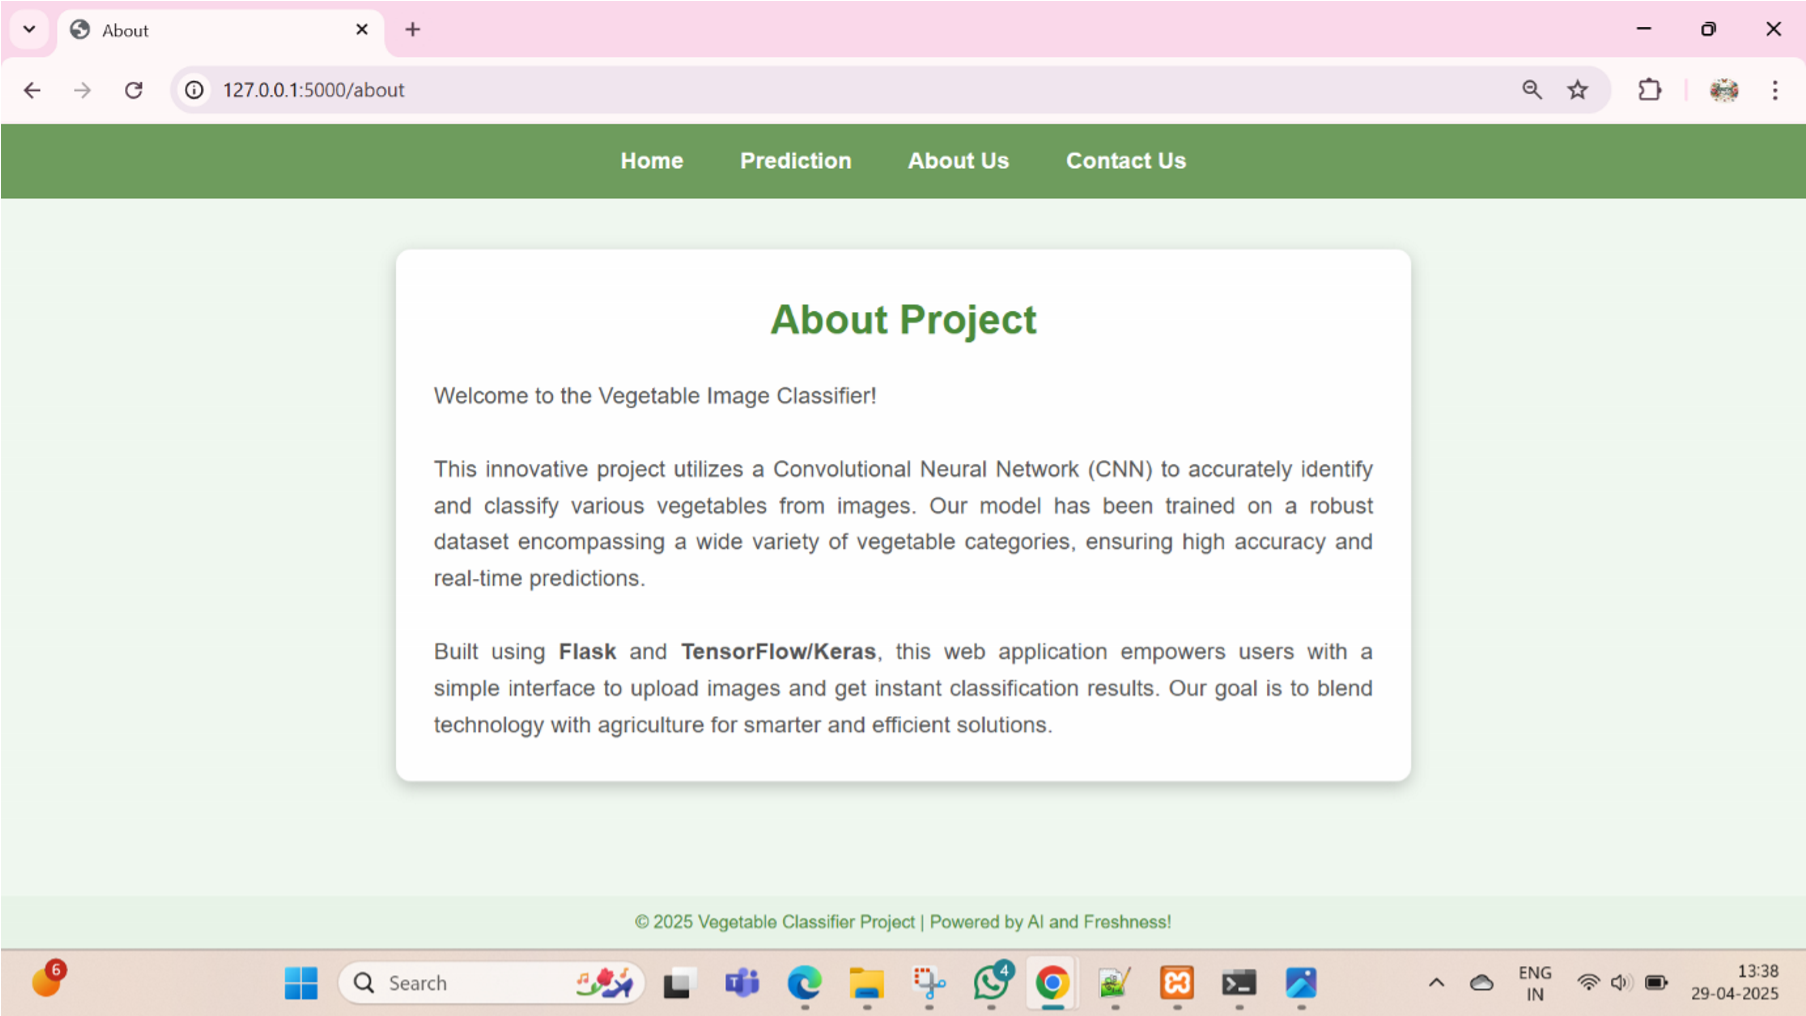 About
127.0.0.1:5000/about
Home Prediction About Us Contact Us
About Project
Welcome to the Vegetable Image Classifier!
This innovative project utilizes a Convolutional Neural Network (CNN) to accurately identify
and classify various vegetables from images. Our model has been trained on a robust
dataset encompassing a wide variety of vegetable categories, ensuring high accuracy and
real-time predictions.
Built using Flask and TensorFlow/Keras, this web application empowers users with a
simple interface to upload images and get instant classification results. Our goal is to blend
technology with agriculture for smarter and efficient solutions.
© 2025 Vegetable Classifier Project | Powered by AI and Freshness!
6
Search
4
ENG
IN
13:38
29-04-2025